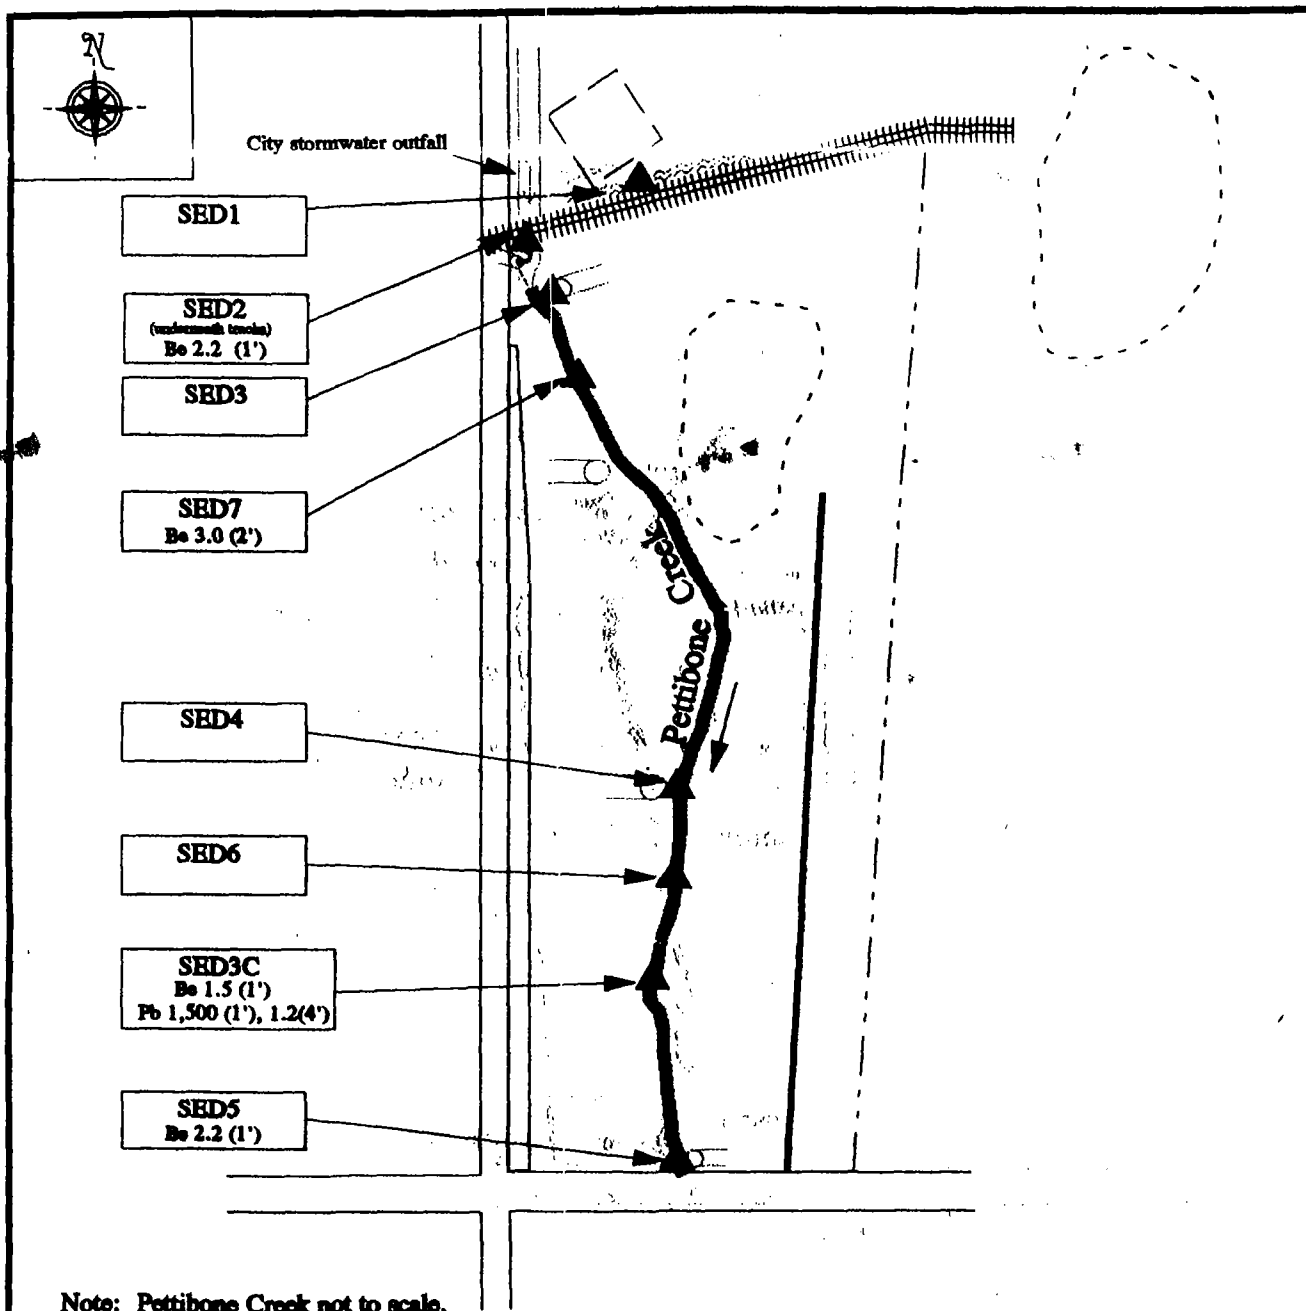 N
City stormwater outfall
SED1
SED2
(underneath tracks)
Be 2.2 (1')
SED3
SED7
Be 3.0 (2')
Pettibone Creek
SED4
SED6
SED3C
Be 1.5 (1')
Pb 1,500 (1'), 1.2(4')
SED5
Be 2.2 (1')
Note: Pettibone Creek not to scale.